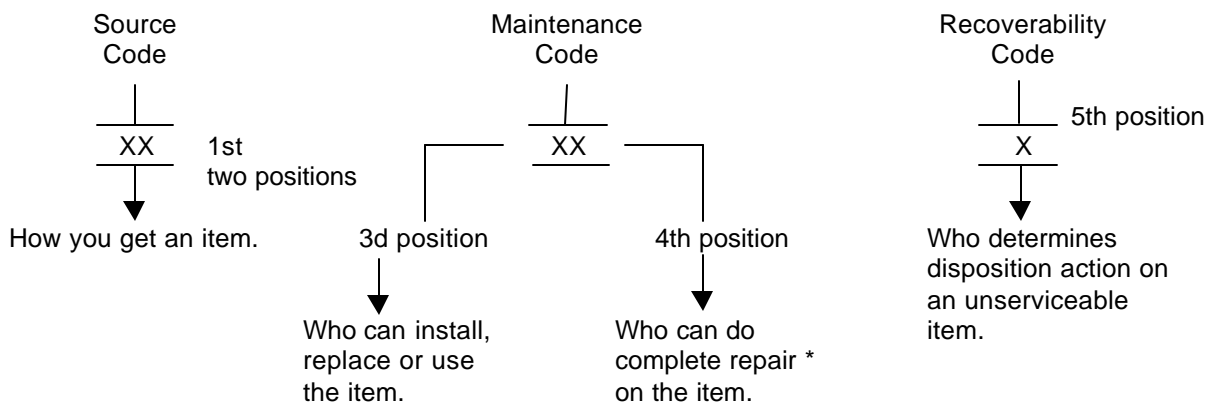 Source
Code
XX
1st
two positions
How you get an item.
Maintenance
Code
XX
3d position
Who can install,
replace or use
the item.
4th position
Who can do
complete repair *
on the item.
Recoverability
Code
5th position
X
Who determines
disposition action on
an unserviceable
item.